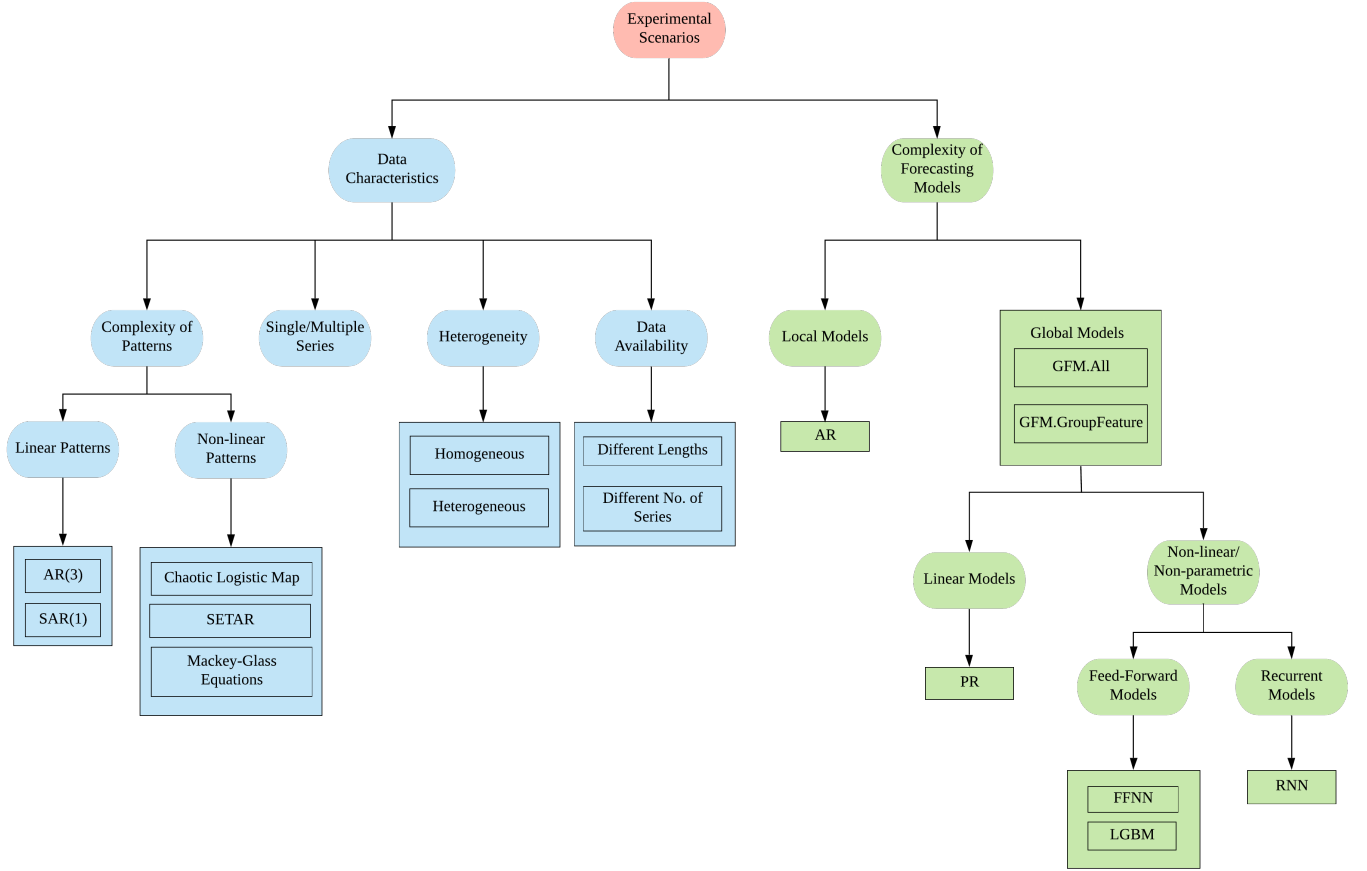 Experimental
Scenarios
Data
Characteristics
Complexity of
Forecasting
Models
Complexity of
Patterns
Single/Multiple
Series
Heterogeneity
Data
Availability
Local Models
Global Models
GFM.All
GFM.GroupFeature
Linear Patterns
Non-linear
Patterns
Homogeneous
Heterogeneous
Different Lengths
Different No. of
Series
AR
AR(3)
SAR(1)
Chaotic Logistic Map
SETAR
Mackey-Glass
Equations
Linear Models
Non-linear/
Non-parametric
Models
PR
Feed-Forward
Models
Recurrent
Models
FFNN
LGBM
RNN